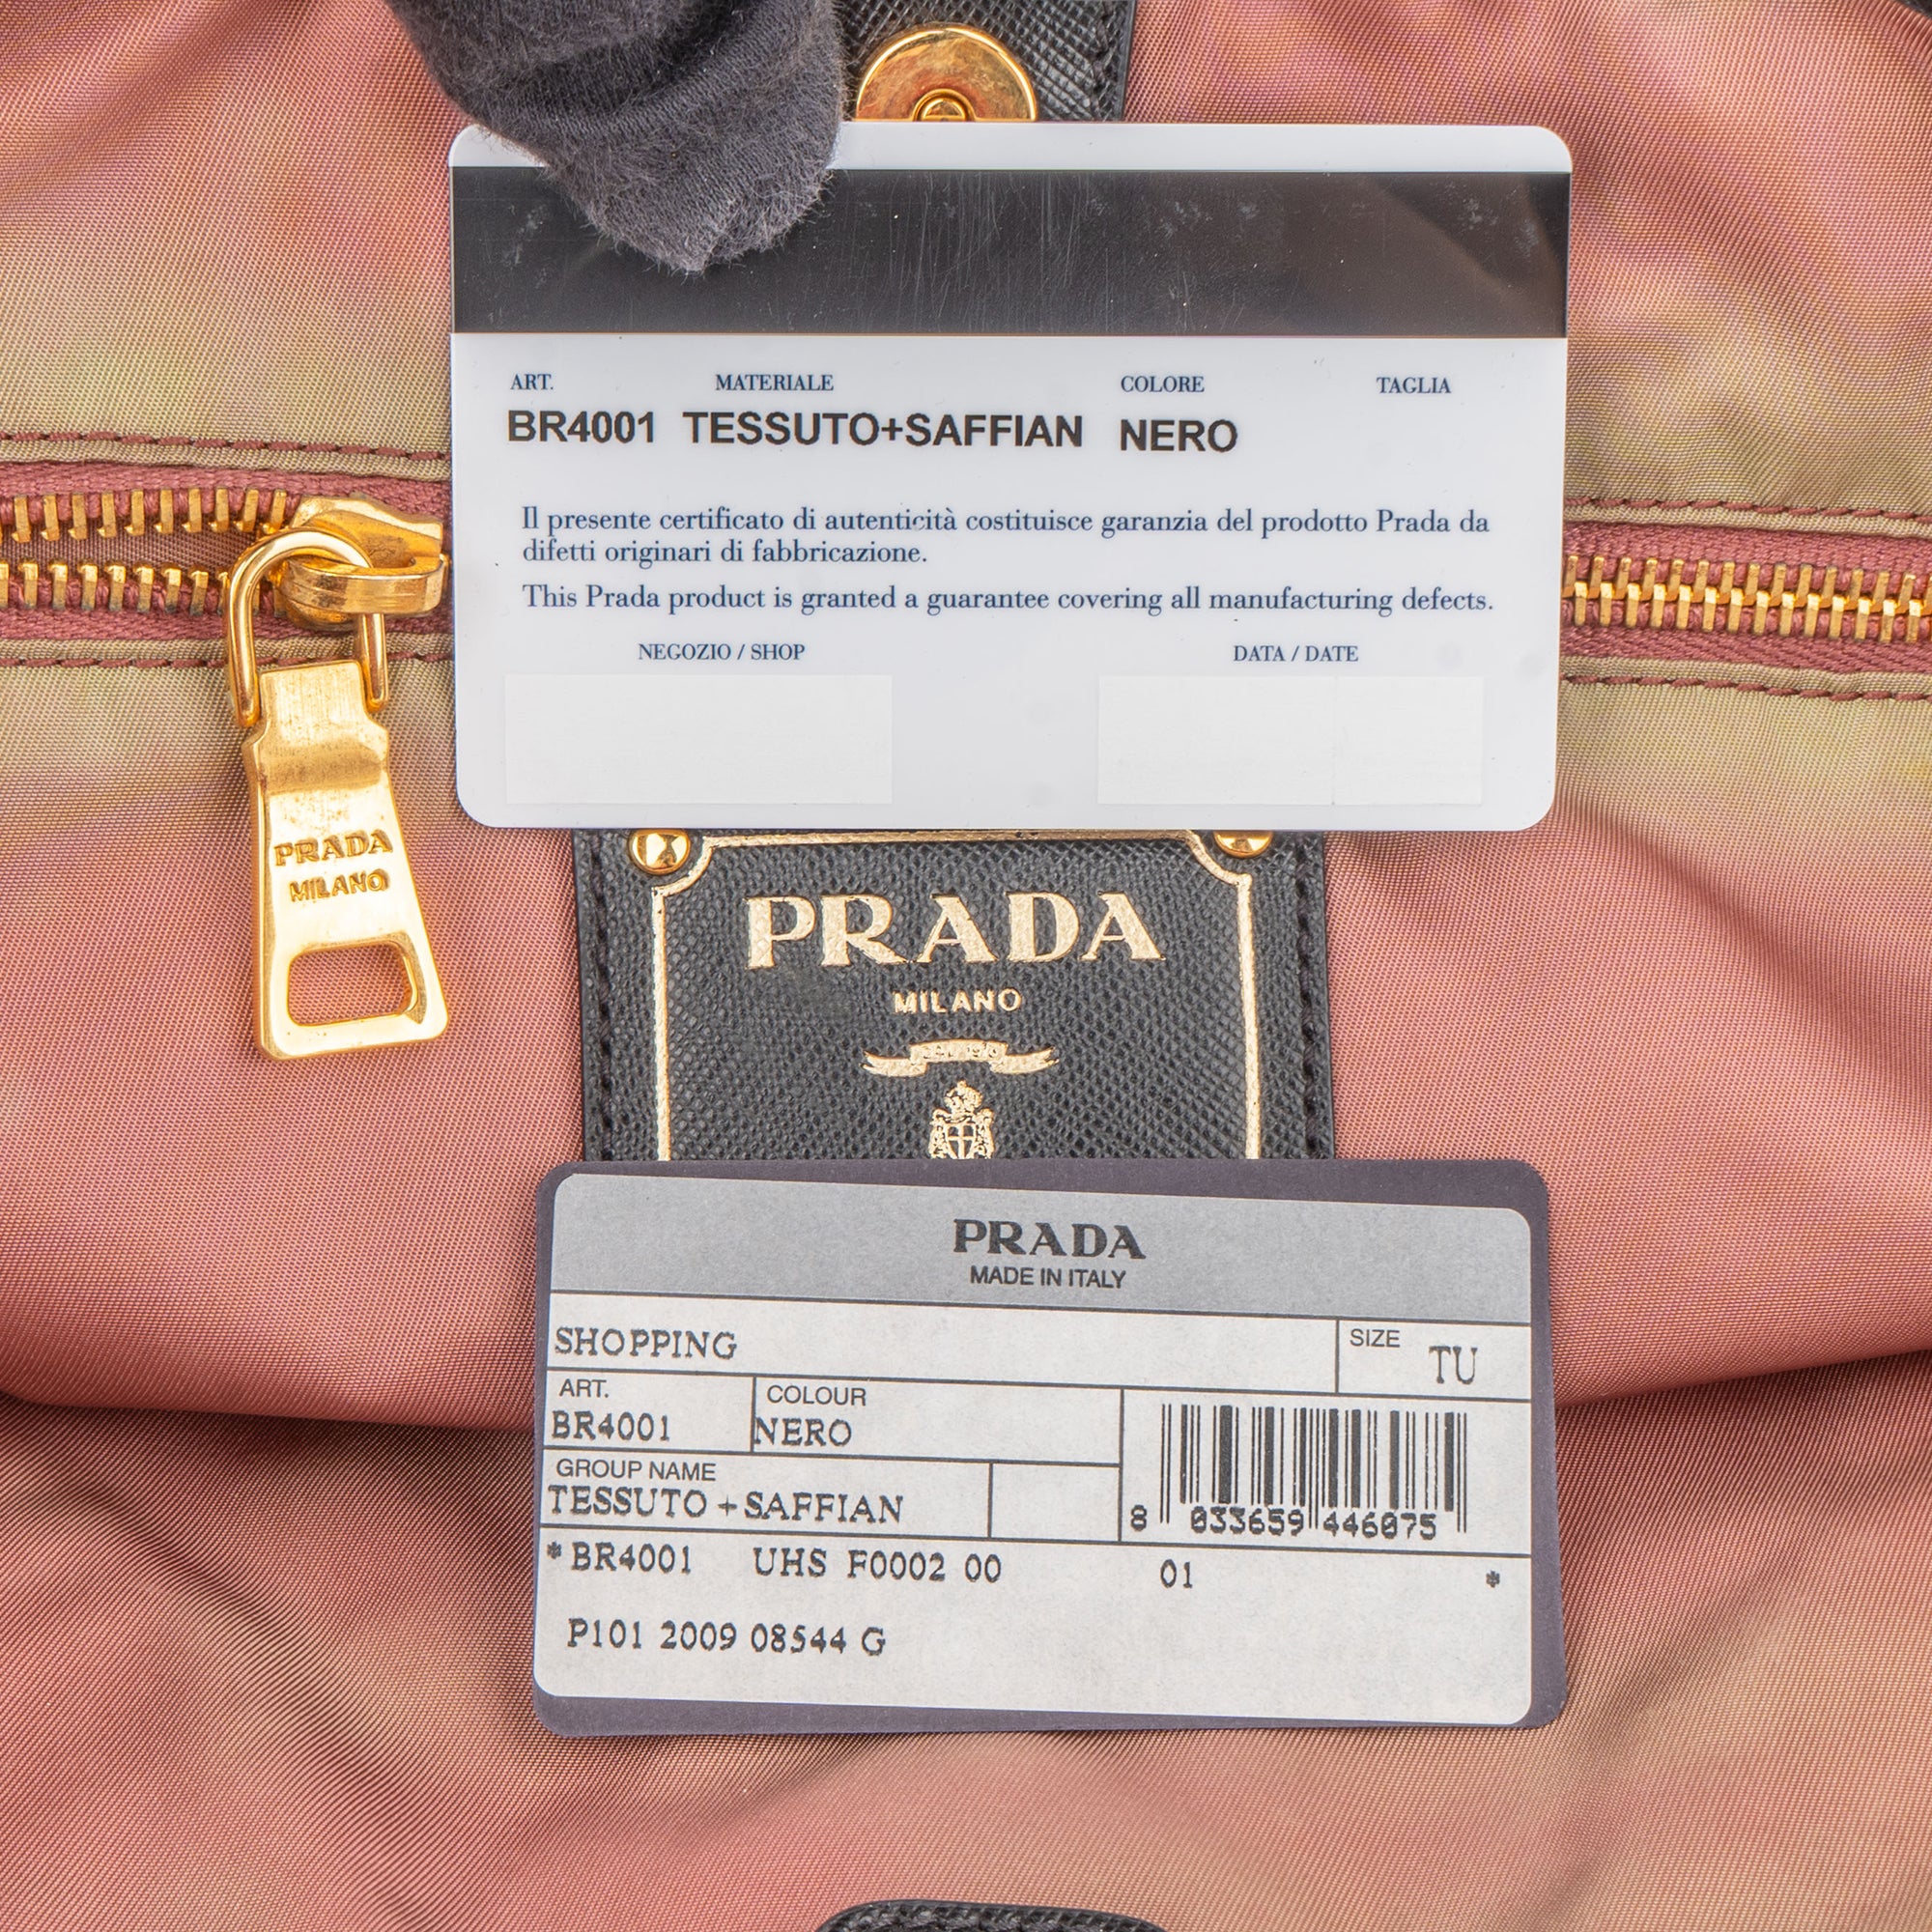 ART. MATERIALE COLORE TAGLIA
BR4001 TESSUTO+SAFFIAN NERO
Il presente certificato di autenticità costituisce garanzia del prodotto Prada da
difetti originari di fabbricazione.
This Prada product is granted a guarantee covering all manufacturing defects.
NEGOZIO / SHOP DATA / DATE
PRADA
MILANO
PRADA
MILANO
PRADA
MADE IN ITALY
SHOPPING SIZE TU
ART. COLOUR
BR4001 NERO
GROUP NAME
TESSUTO+SAFFIAN
8 033659 446075
*BR4001 UHS F0002 00 01 *
P101 2009 08544 G